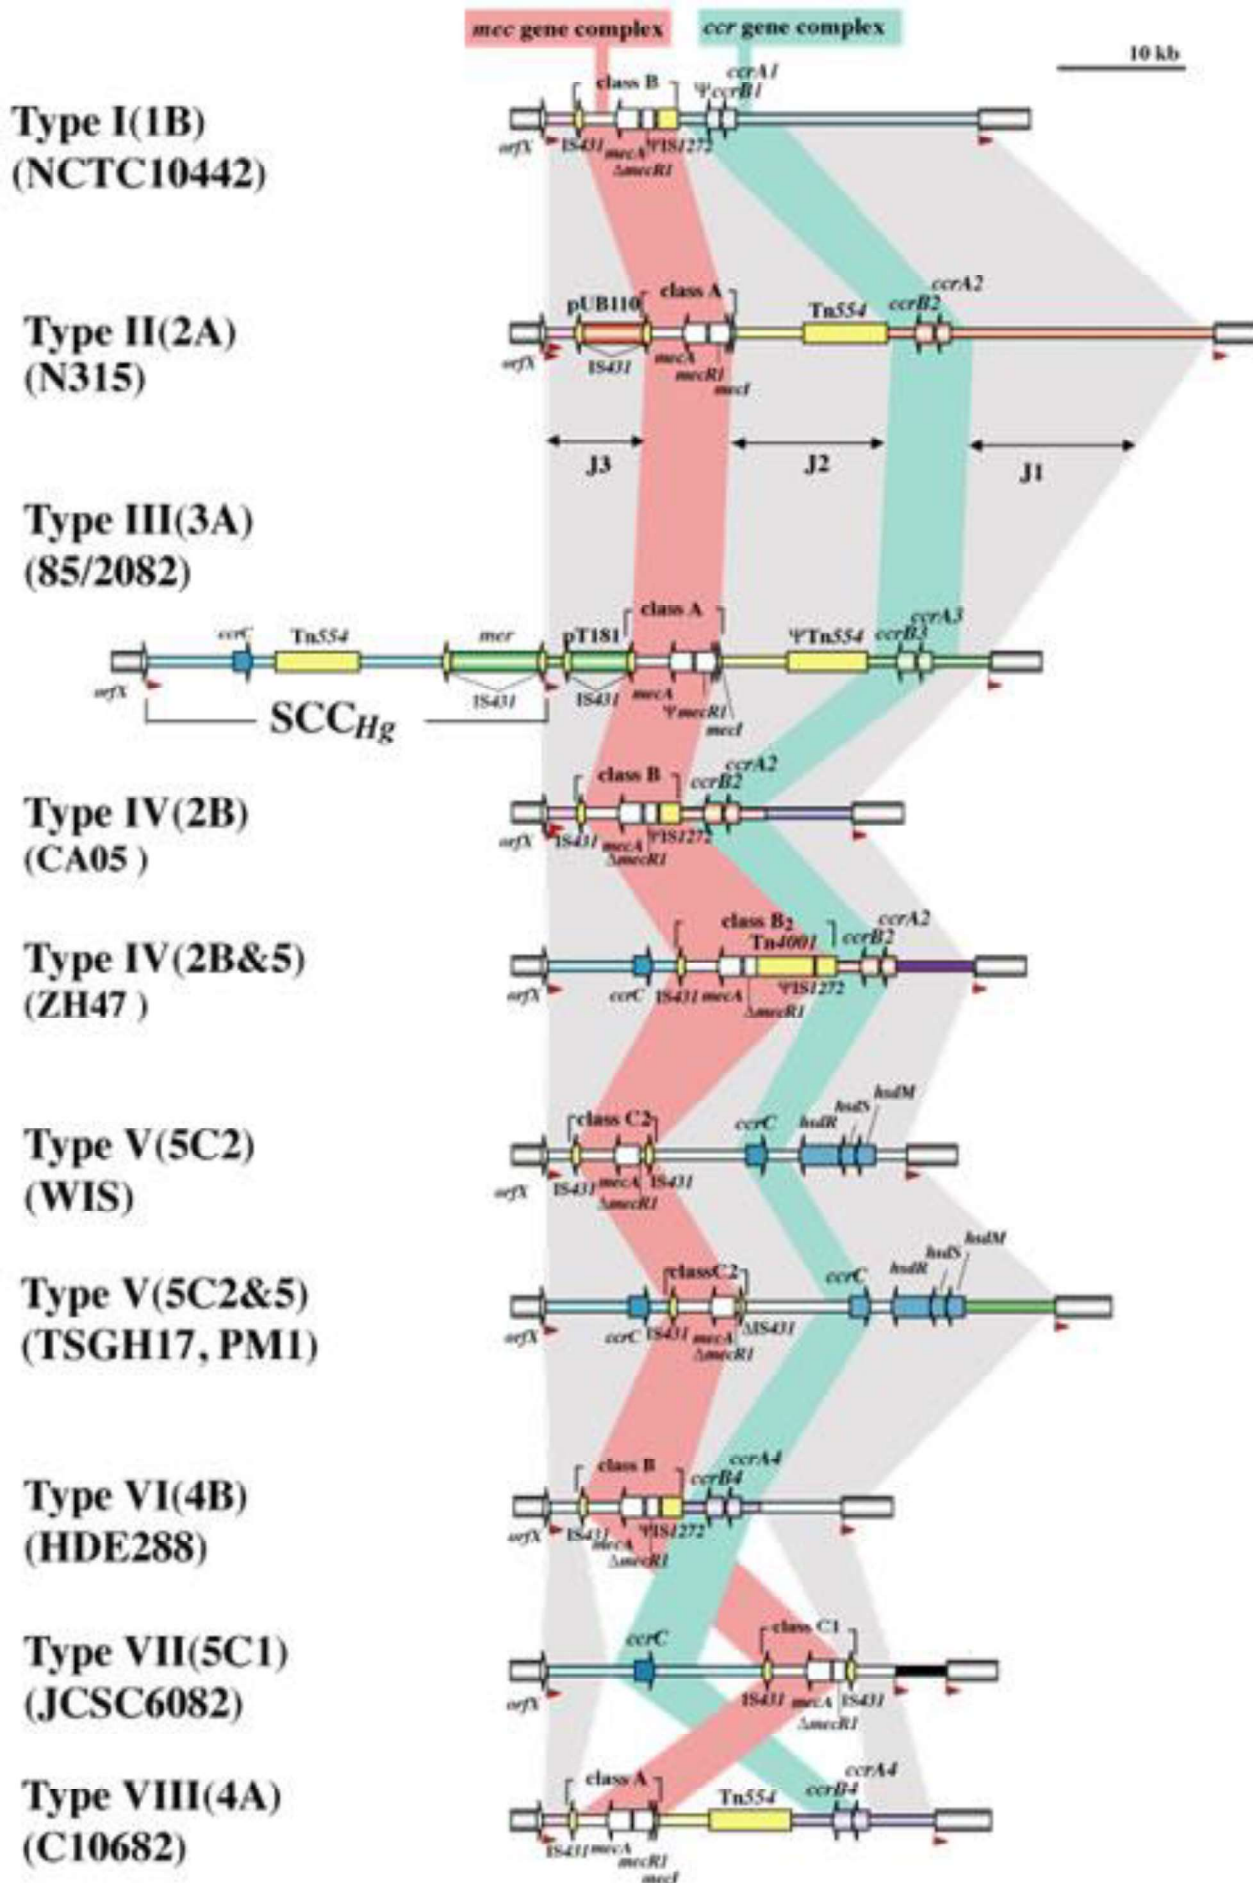 mec gene complex
ccr gene complex
10 kb
Type I(1B)
(NCTC10442)
class B
ccrA1
ΨccrB1
orfX
IS431
mecA
ΨIS1272
ΔmecR1
Type II(2A)
(N315)
pUB110
class A
Tn554
ccrB2
ccrA2
orfX
IS431
mecA
mecR1
mecI
J3
J2
J1
Type III(3A)
(85/2082)
class A
ccrC
Tn554
mer
pT181
ΨTn554
ccrB3
ccrA3
orfX
IS431
IS431
mecA
ΨmecR1
mecI
SCCHg
Type IV(2B)
(CA05 )
class B
ccrB2
ccrA2
orfX
IS431
mecA
ΨIS1272
ΔmecR1
Type IV(2B&5)
(ZH47 )
class B2
Tn4001
ccrB2
ccrA2
orfX
ccrC
IS431
mecA
ΨIS1272
ΔmecR1
Type V(5C2)
(WIS)
class C2
ccrC
hsdR
hsdS
hsdM
orfX
IS431
mecA
IS431
ΔmecR1
Type V(5C2&5)
(TSGH17, PM1)
classC2
ccrC
hsdR
hsdS
hsdM
orfX
ccrC
IS431
mecA
ΔIS431
ΔmecR1
Type VI(4B)
(HDE288)
class B
ccrB4
ccrA4
orfX
IS431
mecA
ΨIS1272
ΔmecR1
Type VII(5C1)
(JCSC6082)
ccrC
class C1
orfX
IS431
mecA
IS431
ΔmecR1
Type VIII(4A)
(C10682)
class A
Tn554
ccrB4
ccrA4
orfX
IS431
mecA
mecR1
mecI